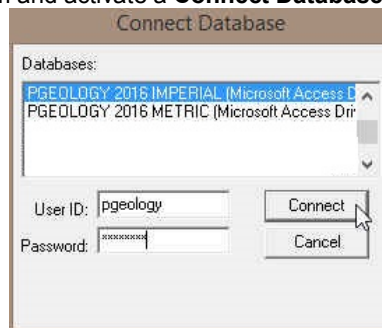 and activate a Connect Database
Connect Database
Databases:
PGEOLOGY 2016 IMPERIAL (Microsoft Access D
PGEOLOGY 2016 METRIC (Microsoft Access Dri
User ID: pgeology Connect
Password: xxxxxxxx Cancel